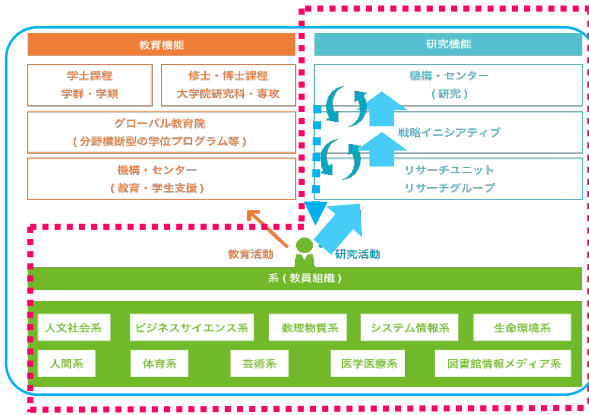 教育機能
研究機能
学士課程
学群・学類
修士・博士課程
大学院研究科・専攻
グローバル教育院
(分野横断型の学位プログラム等)
機構・センター
(教育・学生支援)
機構・センター
(研究)
戦略イニシアティブ
リサーチユニット
リサーチグループ
教育活動
研究活動
系(教員組織)
人文社会系
ビジネスサイエンス系
数理物質系
システム情報系
生命環境系
人間系
体育系
芸術系
医学医療系
図書館情報メディア系